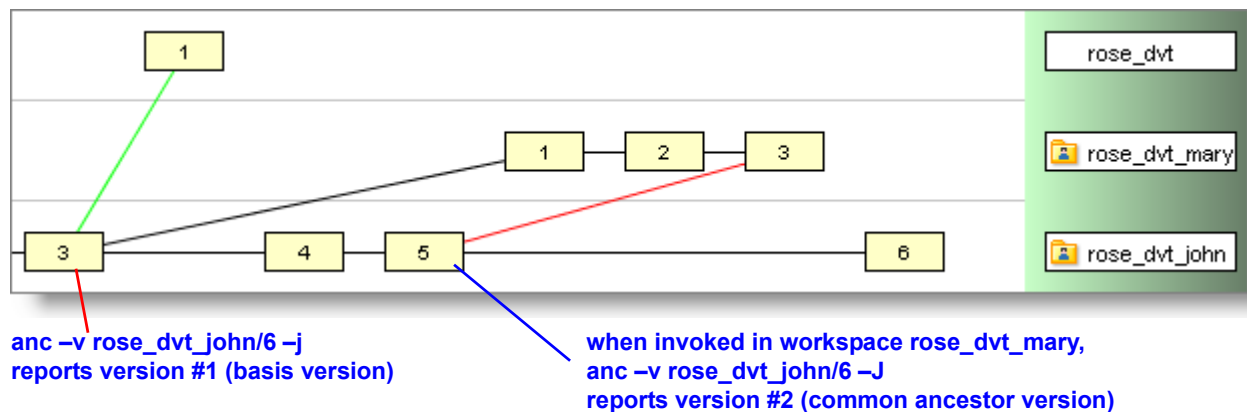 1
rose_dvt
1 2 3
rose_dvt_mary
3 4 5 6
rose_dvt_john
anc –v rose_dvt_john/6 –j
reports version #1 (basis version)
when invoked in workspace rose_dvt_mary,
anc –v rose_dvt_john/6 –J
reports version #2 (common ancestor version)